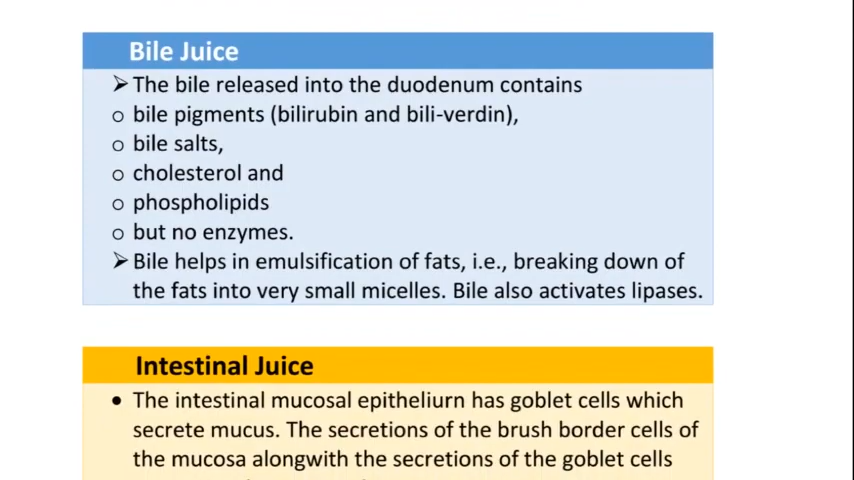 Bile Juice
➢ The bile released into the duodenum contains
o bile pigments (bilirubin and bili-verdin),
o bile salts,
o cholesterol and
o phospholipids
o but no enzymes.
➢ Bile helps in emulsification of fats, i.e., breaking down of
the fats into very small micelles. Bile also activates lipases.
Intestinal Juice
• The intestinal mucosal epitheliurn has goblet cells which
secrete mucus. The secretions of the brush border cells of
the mucosa alongwith the secretions of the goblet cells